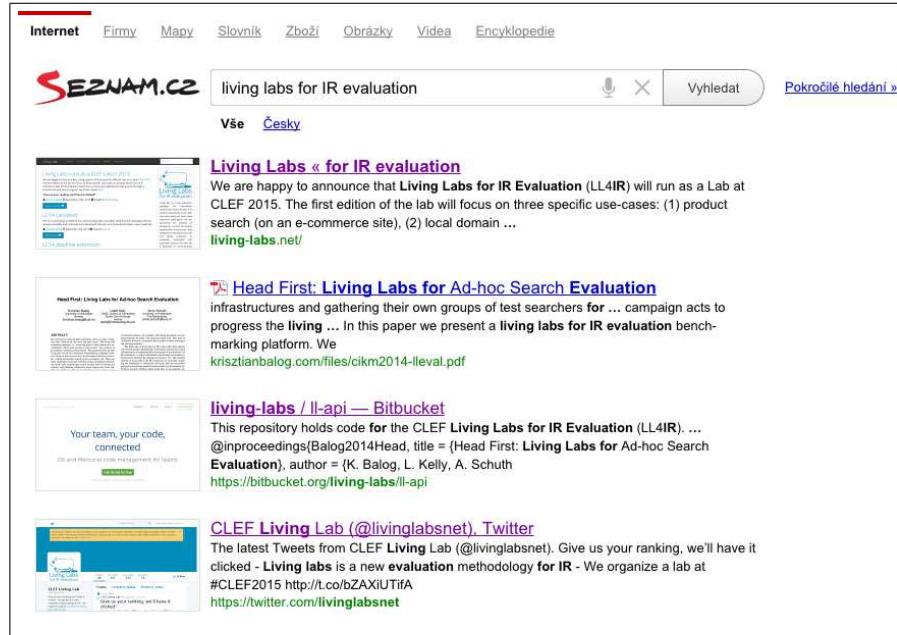 Internet Firmy Mapy Slovník Zboží Obrázky Videa Encyklopedie
SEZNAM.CZ living labs for IR evaluation Vyhledat Pokročilé hledání »
Vše Česky
Living Labs « for IR evaluation
We are happy to announce that Living Labs for IR Evaluation (LL4IR) will run as a Lab at
CLEF 2015. The first edition of the lab will focus on three specific use-cases: (1) product
search (on an e-commerce site), (2) local domain ...
living-labs.net/
Head First: Living Labs for Ad-hoc Search Evaluation
Head First: Living Labs for Ad-hoc Search Evaluation
infrastructures and gathering their own groups of test searchers for ... campaign acts to
progress the living ... In this paper we present a living labs for IR evaluation bench-
marking platform. We
krisztianbalog.com/files/cikm2014-lleval.pdf
living-labs / ll-api — Bitbucket
This repository holds code for the CLEF Living Labs for IR Evaluation (LL4IR). ...
@inproceedings{Balog2014Head, title = {Head First: Living Labs for Ad-hoc Search
Evaluation}, author = {K. Balog, L. Kelly, A. Schuth
https://bitbucket.org/living-labs/ll-api
Your team, your code,
connected
CLEF Living Lab (@livinglabsnet), Twitter
The latest Tweets from CLEF Living Lab (@livinglabsnet). Give us your ranking, we'll have it
clicked - Living labs is a new evaluation methodology for IR - We organize a lab at
#CLEF2015 http://t.co/bZAXiUTifA
https://twitter.com/livinglabsnet